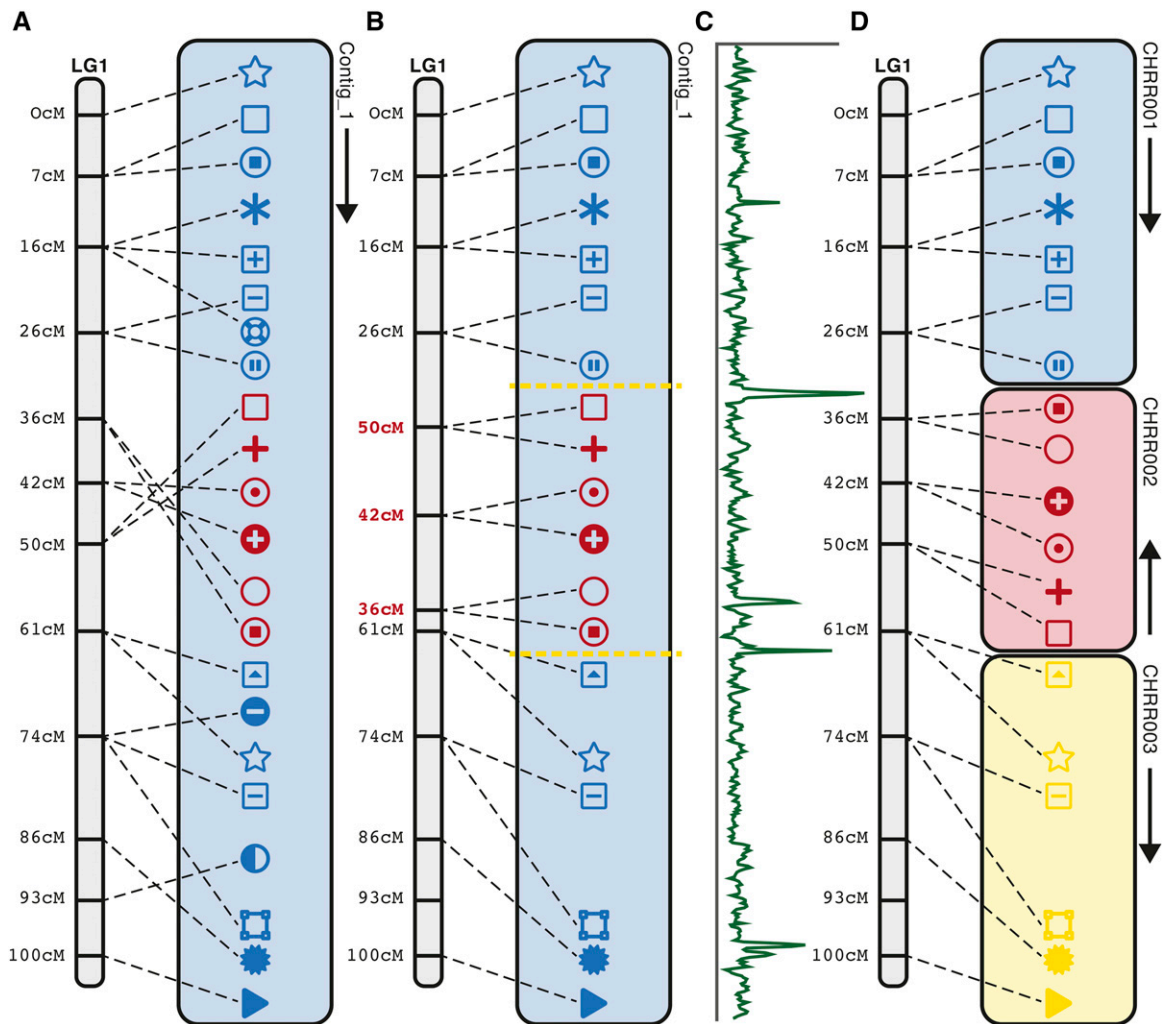 A
B
C
D
LG1
0cM
7cM
16cM
26cM
36cM
42cM
50cM
61cM
74cM
86cM
93cM
100cM
Contig_1
LG1
0cM
7cM
16cM
26cM
50cM
42cM
36cM
61cM
74cM
86cM
93cM
100cM
Contig_1
LG1
0cM
7cM
16cM
26cM
36cM
42cM
50cM
61cM
74cM
86cM
93cM
100cM
CHRR001
CHRR002
CHRR003